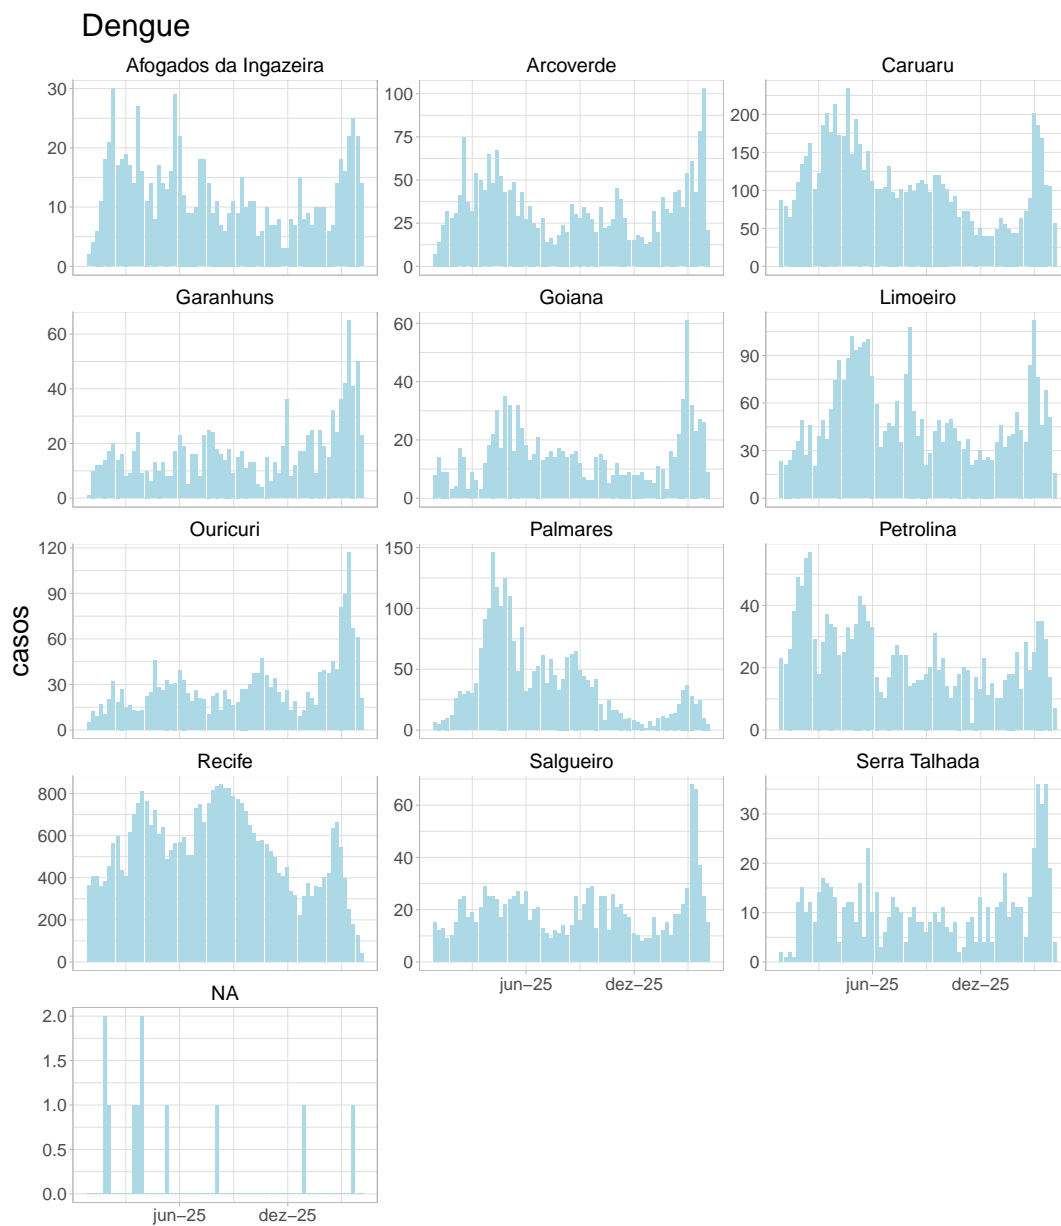 Dengue
Afogados da Ingazeira
Arcoverde
Caruaru
30
20
10
0
100
75
50
25
0
200
150
100
50
0
Garanhuns
Goiana
Limoeiro
60
40
20
0
60
40
20
0
90
60
30
0
Ouricuri
Palmares
Petrolina
120
90
60
30
0
150
100
50
0
40
20
0
casos
Recife
Salgueiro
Serra Talhada
800
600
400
200
0
60
40
20
0
30
20
10
0
jun−25
dez−25
jun−25
dez−25
NA
2.0
1.5
1.0
0.5
0.0
jun−25
dez−25